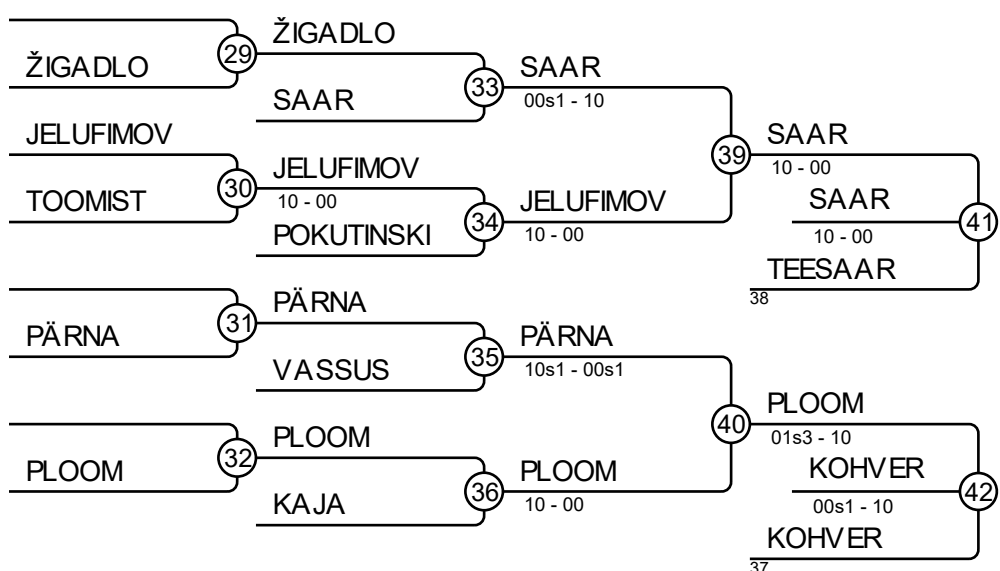 ŽIGADLO
29
ŽIGADLO
SAAR
33
SAAR
00s1 - 10
JELUFIMOV
TOOMIST
30
JELUFIMOV
10 - 00
POKUTINSKI
34
JELUFIMOV
10 - 00
39
SAAR
10 - 00
SAAR
10 - 00
41
TEESAAR
38
PÄRNA
31
PÄRNA
VASSUS
35
PÄRNA
10s1 - 00s1
PLOOM
32
PLOOM
KAJA
36
PLOOM
10 - 00
40
PLOOM
01s3 - 10
KOHVER
00s1 - 10
42
KOHVER
37